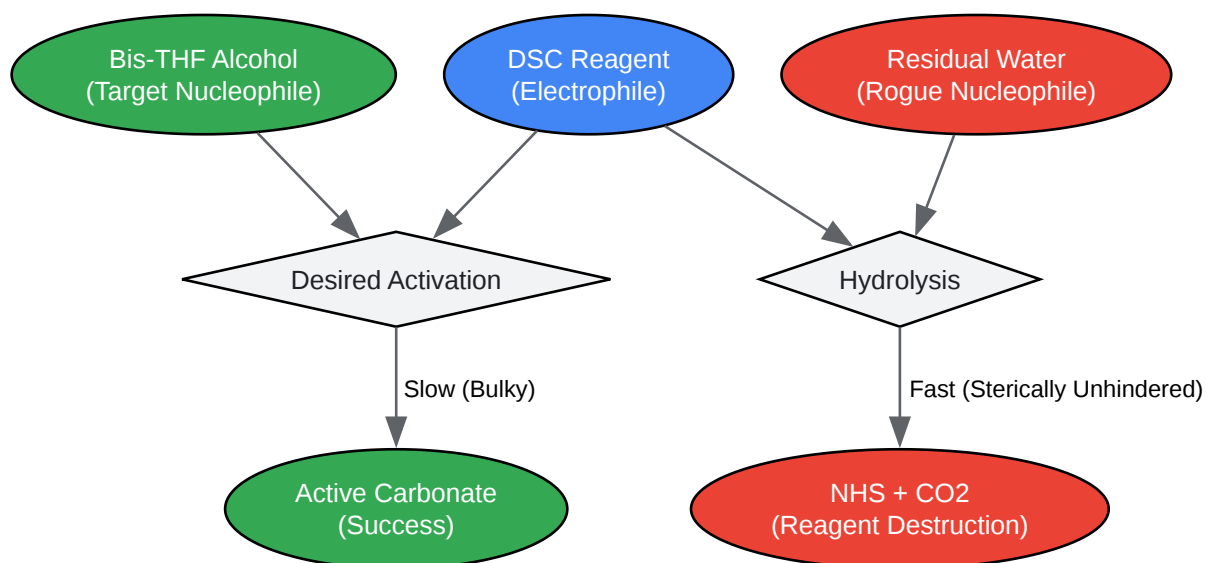 Bis-THF Alcohol
(Target Nucleophile)
DSC Reagent
(Electrophile)
Residual Water
(Rogue Nucleophile)
Desired Activation
Hydrolysis
Slow (Bulky)
Fast (Sterically Unhindered)
Active Carbonate
(Success)
NHS + CO2
(Reagent Destruction)